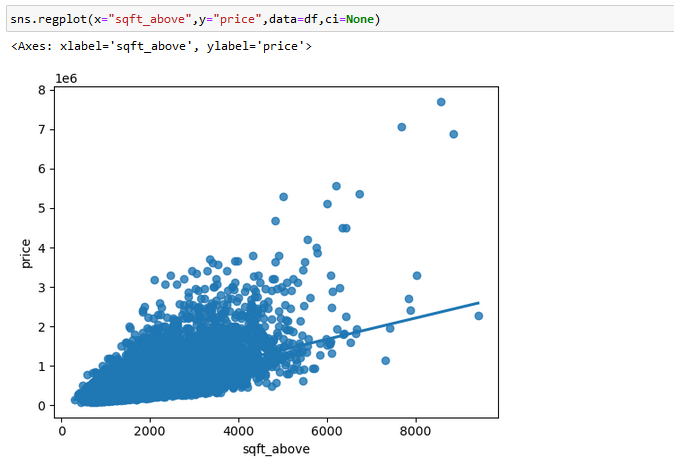 sns.regplot(x="sqft_above",y="price",data=df,ci=None)
<Axes: xlabel='sqft_above', ylabel='price'>
1e6
8
7
6
5
4
3
2
1
0
price
0 2000 4000 6000 8000
sqft_above